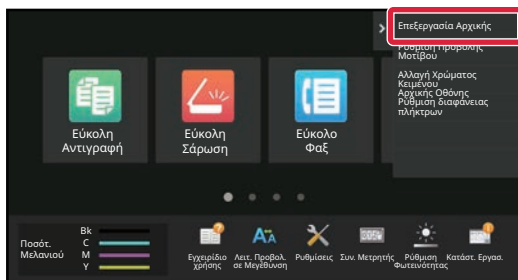 Επεξεργασία Αρχικής
Ρύθμιση Προβολής
Μοτίβου
Αλλαγή Χρώματος
Κειμένου
Αρχικής Οθόνης
Ρύθμιση διαφάνειας
πλήκτρων
Εύκολη
Αντιγραφή
Εύκολη
Σάρωση
Εύκολο
Φαξ
Ποσότ.
Μελανιού
Bk
C
M
Y
Εγχειρίδιο
χρήσης
Λειτ. Προβολ.
σε Μεγέθυνση
Ρυθμίσεις
Συν. Μετρητής
Ρύθμιση
Φωτεινότητας
Κατάστ. Εργασ.